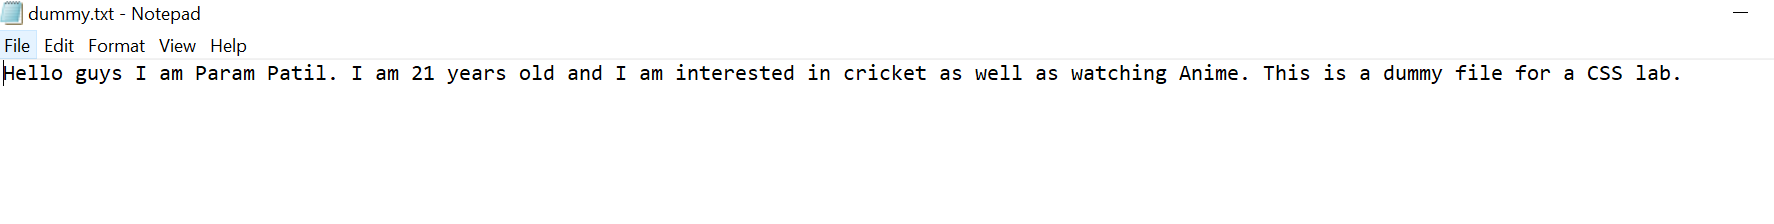 dummy.txt - Notepad
File Edit Format View Help
Hello guys I am Param Patil. I am 21 years old and I am interested in cricket as well as watching Anime. This is a dummy file for a CSS lab.